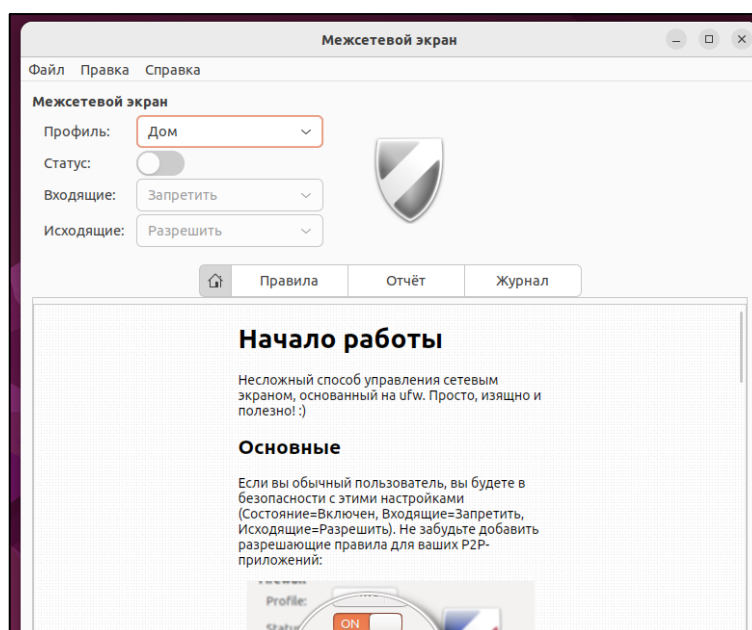 Межсетевой экран
Файл Правка Справка
Межсетевой экран
Профиль: Дом
Статус:
Входящие: Запретить
Исходящие: Разрешить
Правила Отчёт Журнал
Начало работы
Несложный способ управления сетевым
экраном, основанный на ufw. Просто, изящно и
полезно! :)
Основные
Если вы обычный пользователь, вы будете в
безопасности с этими настройками
(Состояние=Включен, Входящие=Запретить,
Исходящие=Разрешить). Не забудьте добавить
разрешающие правила для ваших P2P-
приложений:
Profile:
ON